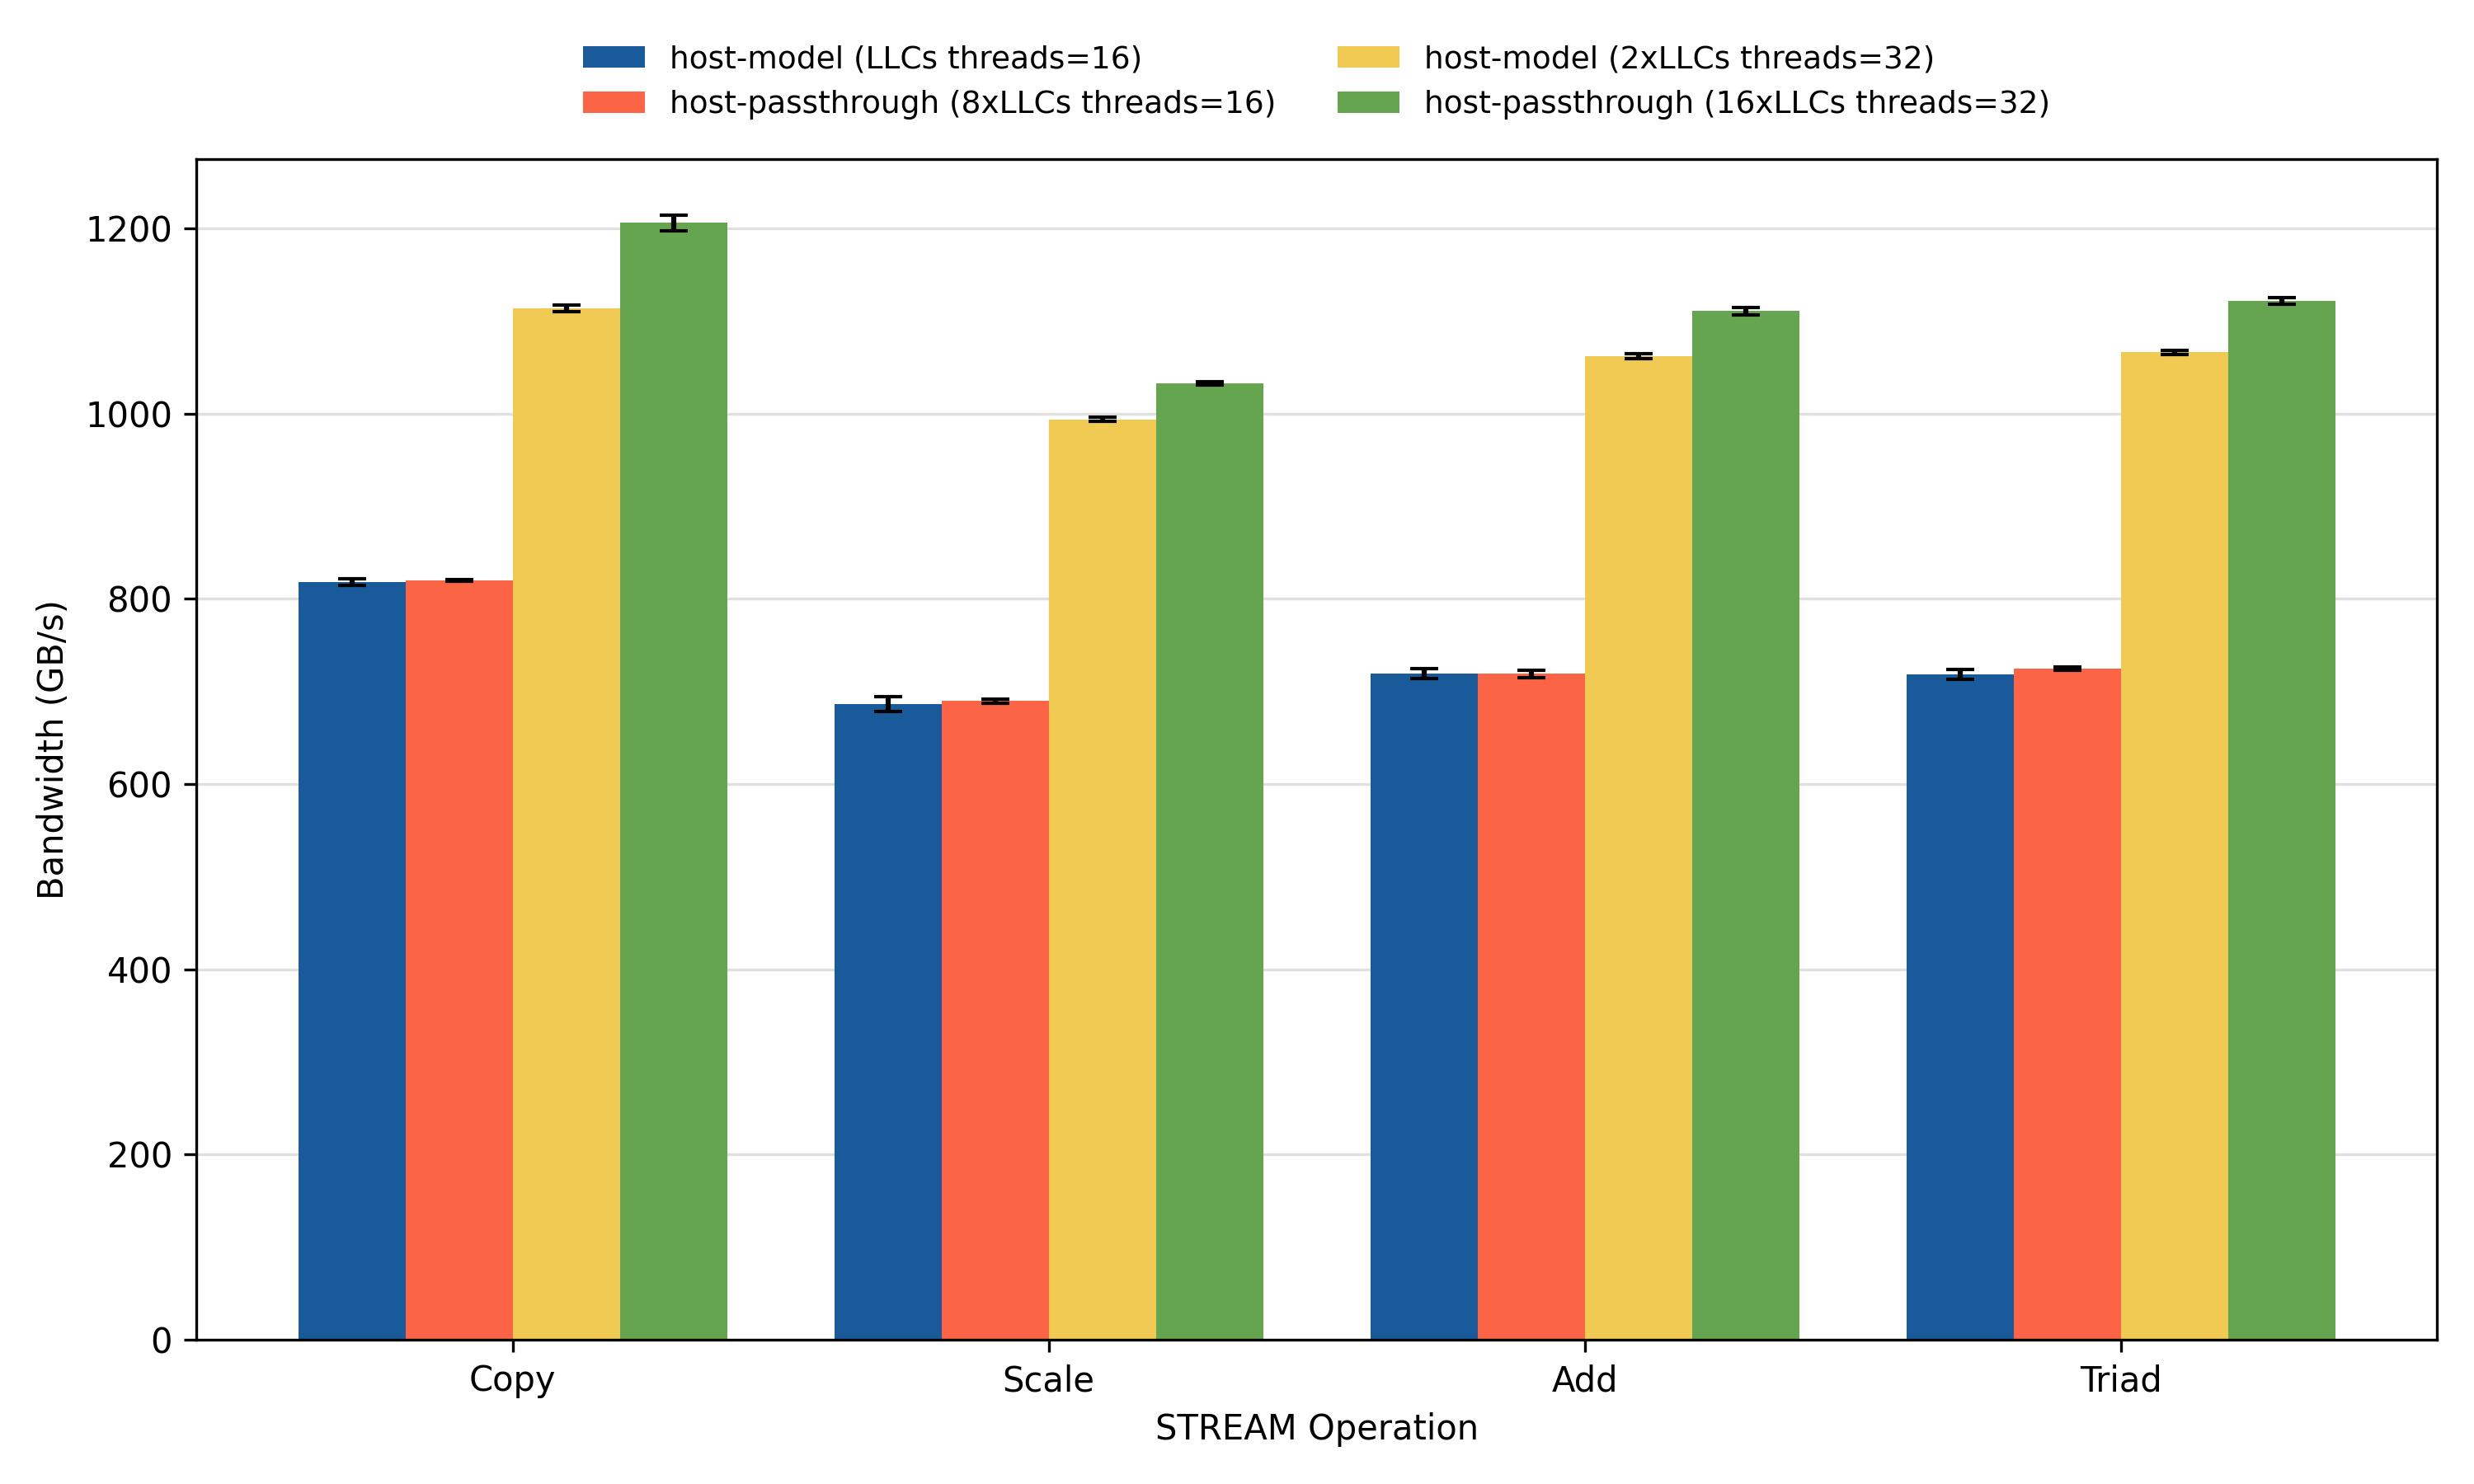 host-model (LLCs threads=16)
host-passthrough (8xLLCs threads=16)
host-model (2xLLCs threads=32)
host-passthrough (16xLLCs threads=32)
Bandwidth (GB/s)
1200
1000
800
600
400
200
0
Copy
Scale
Add
Triad
STREAM Operation